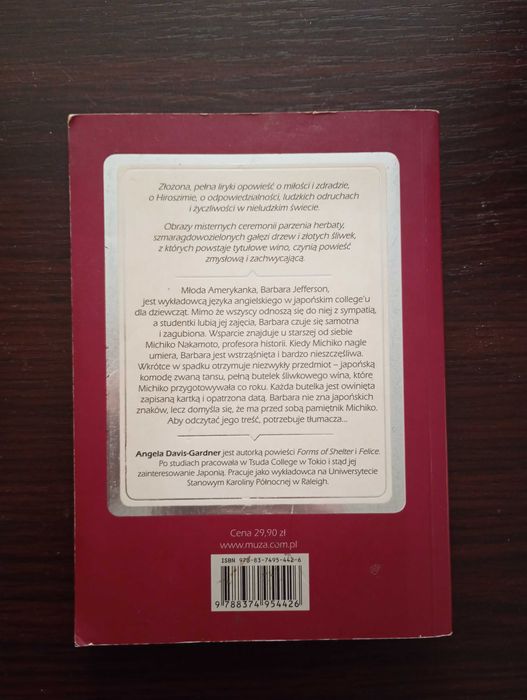 Złożona, pełna liryki opowieść o miłości i zdradzie,
o Hiroszimie, o odpowiedzialności, ludzkich odruchach
i życzliwości w nieludzkim świecie.
Obrazy misternych ceremonii parzenia herbaty,
szmaragdowozielonych gałęzi drzew i złotych śliwek,
z których powstaje tytułowe wino, czynią powieść
zmysłową i zachwycającą.
Młoda Amerykanka, Barbara Jefferson,
jest wykładowcą języka angielskiego w japońskim college'u
dla dziewcząt. Mimo że wszyscy odnoszą się do niej z sympatią,
a studentki lubią jej zajęcia, Barbara czuje się samotna
i zagubiona. Wsparcie znajduje u starszej od siebie
Michiko Nakamoto, profesora historii. Kiedy Michiko nagle
umiera, Barbara jest wstrząśnięta i bardzo nieszczęśliwa.
Wkrótce w spadku otrzymuje niezwykły przedmiot – japońską
komodę zwaną tansu, pełną butelek śliwkowego wina, które
Michiko przygotowywała co roku. Każda butelka jest owinięta
zapisaną kartką i opatrzona datą. Barbara nie zna japońskich
znaków, lecz domyśla się, że ma przed sobą pamiętnik Michiko.
Aby odczytać jego treść, potrzebuje tłumacza...
Angela Davis-Gardner jest autorką powieści Forms of Shelter i Felice.
Po studiach pracowała w Tsuda College w Tokio i stąd jej
zainteresowanie Japonią. Pracuje jako wykładowca na Uniwersytecie
Stanowym Karoliny Północnej w Raleigh.
Cena 29,90 zł
www.muza.com.pl
ISBN 978-83-7495-442-6
9 788374 954426